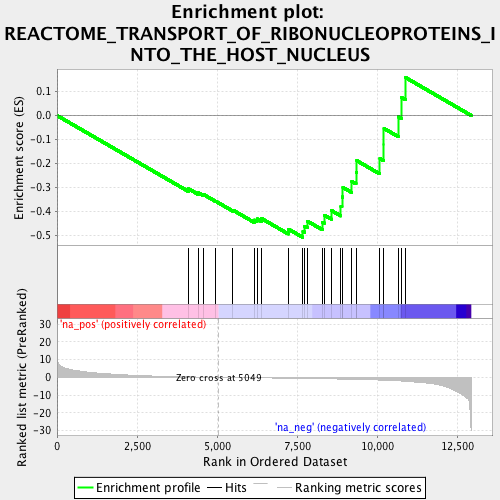 Enrichment plot:
REACTOME_TRANSPORT_OF_RIBONUCLEOPROTEINS_I
NTO_THE_HOST_NUCLEUS
Enrichment score (ES)
0.1
0.0
-0.1
-0.2
-0.3
-0.4
-0.5
Ranked list metric (PreRanked)
30
20
10
0
-10
-20
-30
'na_pos' (positively correlated)
Zero cross at 5049
'na_neg' (negatively correlated)
0
2,500
5,000
7,500
10,000
12,500
Rank in Ordered Dataset
Enrichment profile
Hits
Ranking metric scores